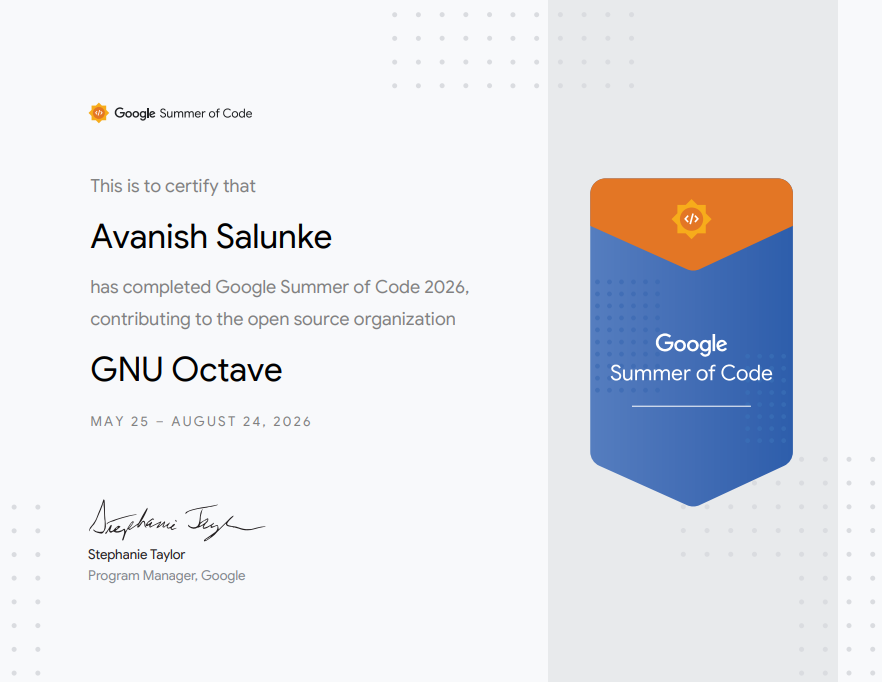 Google Summer of Code
This is to certify that
Avanish Salunke
has completed Google Summer of Code 2026,
contributing to the open source organization
GNU Octave
MAY 25 – AUGUST 24, 2026
Stephanie Taylor
Stephanie Taylor
Program Manager, Google
</>
Google
Summer of Code